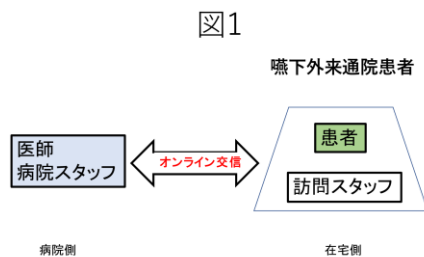 図1
嚥下外来通院患者
医師
病院スタッフ
オンライン交信
患者
訪問スタッフ
病院側
在宅側